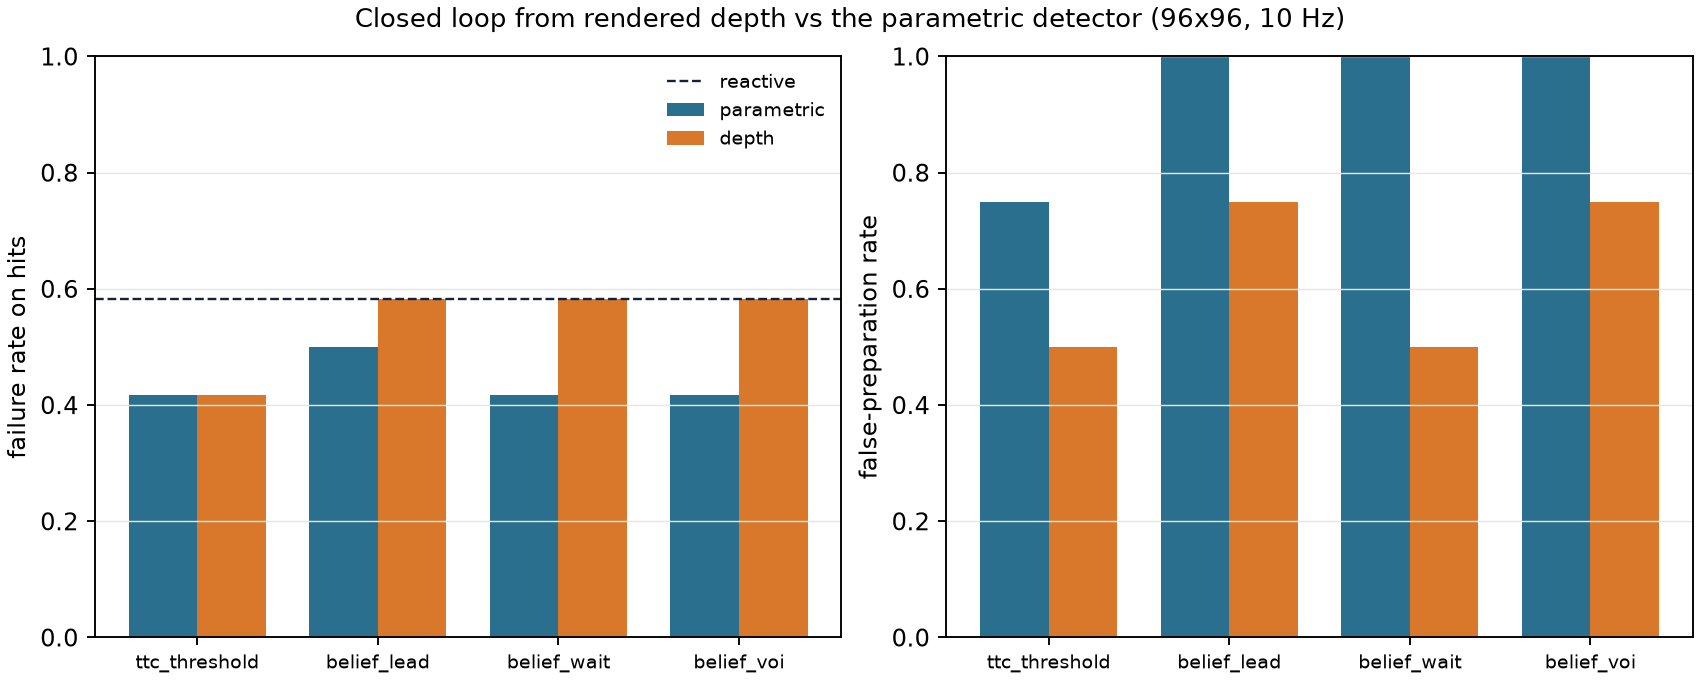 Closed loop from rendered depth vs the parametric detector (96x96, 10 Hz)
failure rate on hits
1.0
0.8
0.6
0.4
0.2
0.0
reactive
parametric
depth
ttc_threshold
belief_lead
belief_wait
belief_voi
false-preparation rate
1.0
0.8
0.6
0.4
0.2
0.0
ttc_threshold
belief_lead
belief_wait
belief_voi